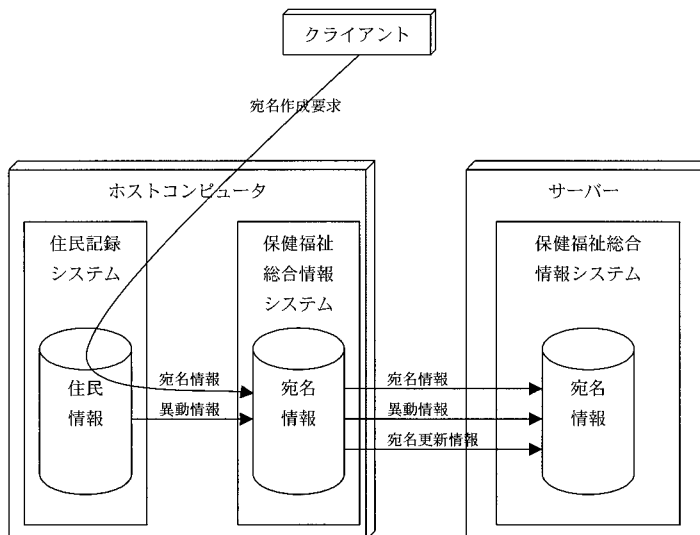 クライアント
宛名作成要求
ホストコンピュータ
サーバー
住民記録
システム
保健福祉
総合情報
システム
保健福祉総合
情報システム
住民
情報
宛名情報
異動情報
宛名
情報
宛名情報
異動情報
宛名更新情報
宛名
情報